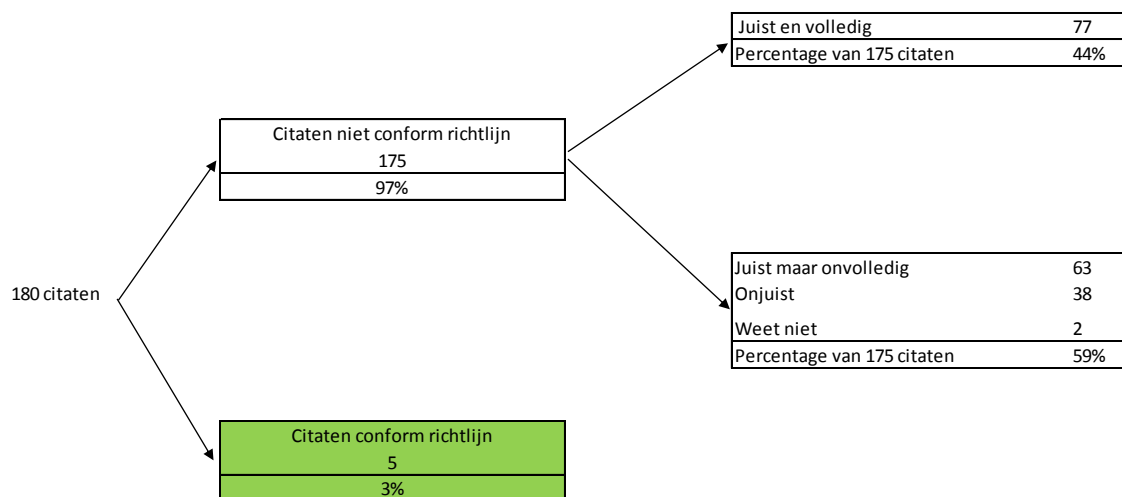 Juist en volledig 77
Percentage van 175 citaten 44%
Citaten niet conform richtlijn
175
97%
Juist maar onvolledig 63
180 citaten
Onjuist 38
Weet niet 2
Percentage van 175 citaten 59%
Citaten conform richtlijn
5
3%